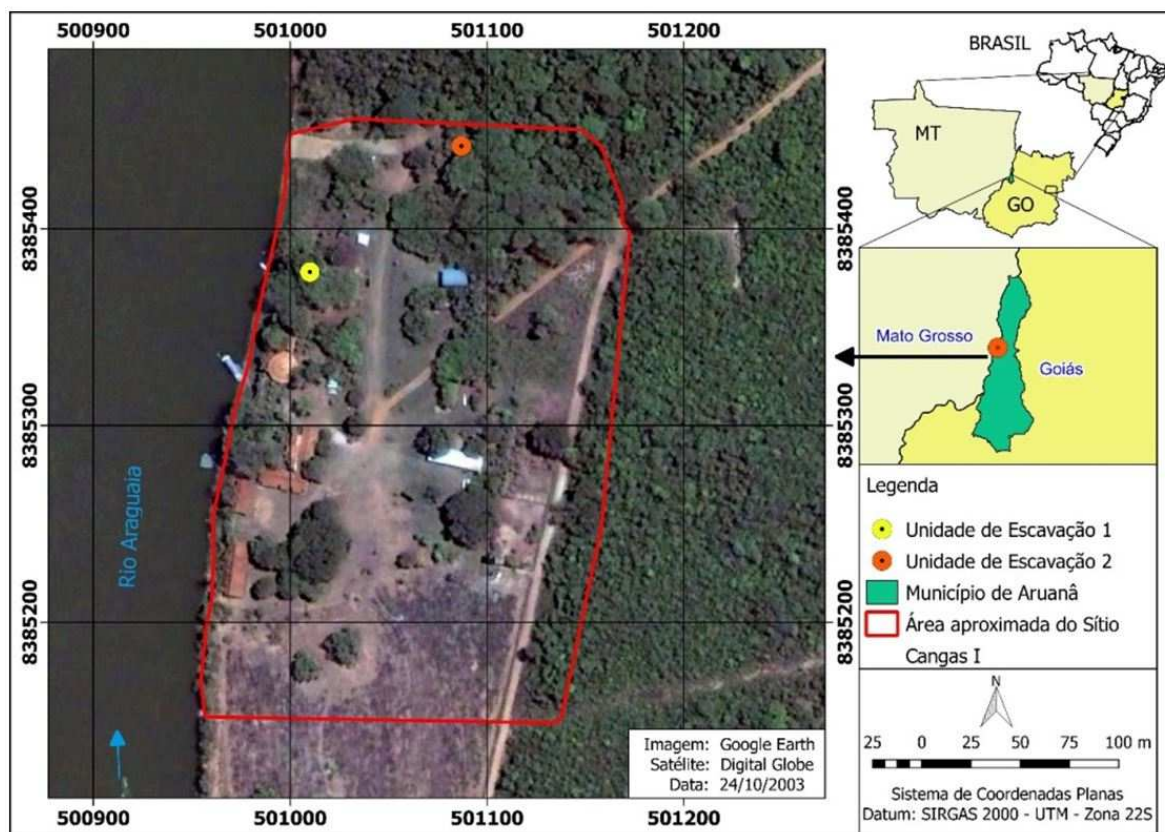 500900 501000 501100 501200
8385400
8385300
8385200
8385400
8385300
8385200
Rio Araguaia
Imagem: Google Earth
Satélite: Digital Globe
Data: 24/10/2003
500900 501000 501100 501200
BRASIL
MT
GO
Mato Grosso
Goiás
Legenda
Unidade de Escavação 1
Unidade de Escavação 2
Município de Aruanã
Área aproximada do Sítio
Cangas I
N
25 0 25 50 75 100 m
Sistema de Coordenadas Planas
Datum: SIRGAS 2000 - UTM - Zona 22S